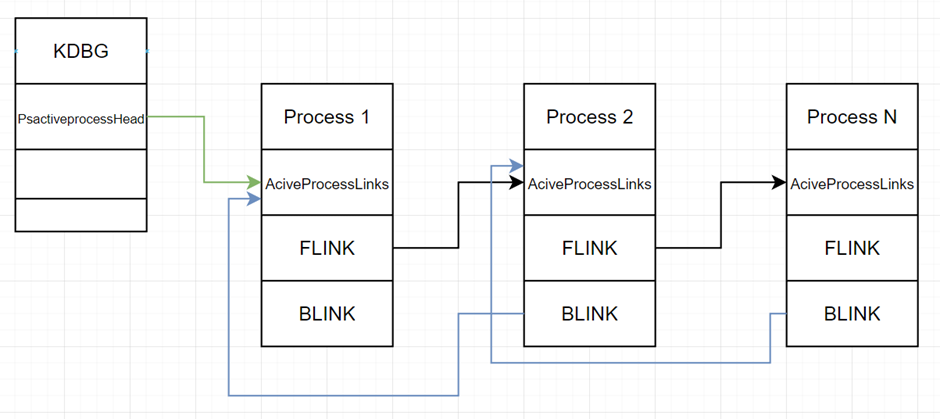 KDBG
PsactiveprocessHead
Process 1
AciveProcessLinks
FLINK
BLINK
Process 2
AciveProcessLinks
FLINK
BLINK
Process N
AciveProcessLinks
FLINK
BLINK